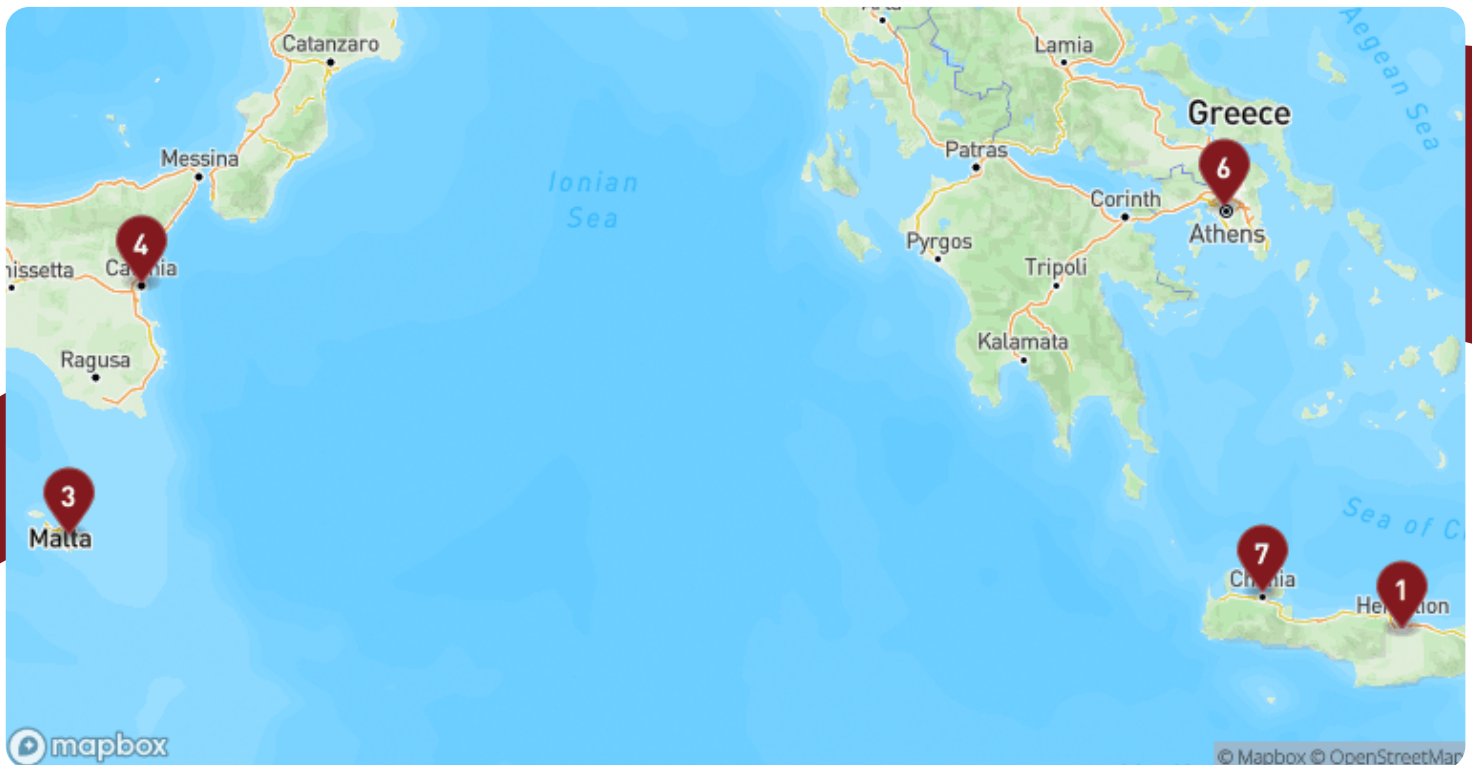 Catanzaro
Lamia
Aegean Sea
Greece
Messina
Patras
6
Ionian
Sea
Corinth
4
Athens
Pyrgos
nissetta
Tripoli
Kalamata
Ragusa
3
Malta
7
1
mapbox
© Mapbox © OpenStreetMap